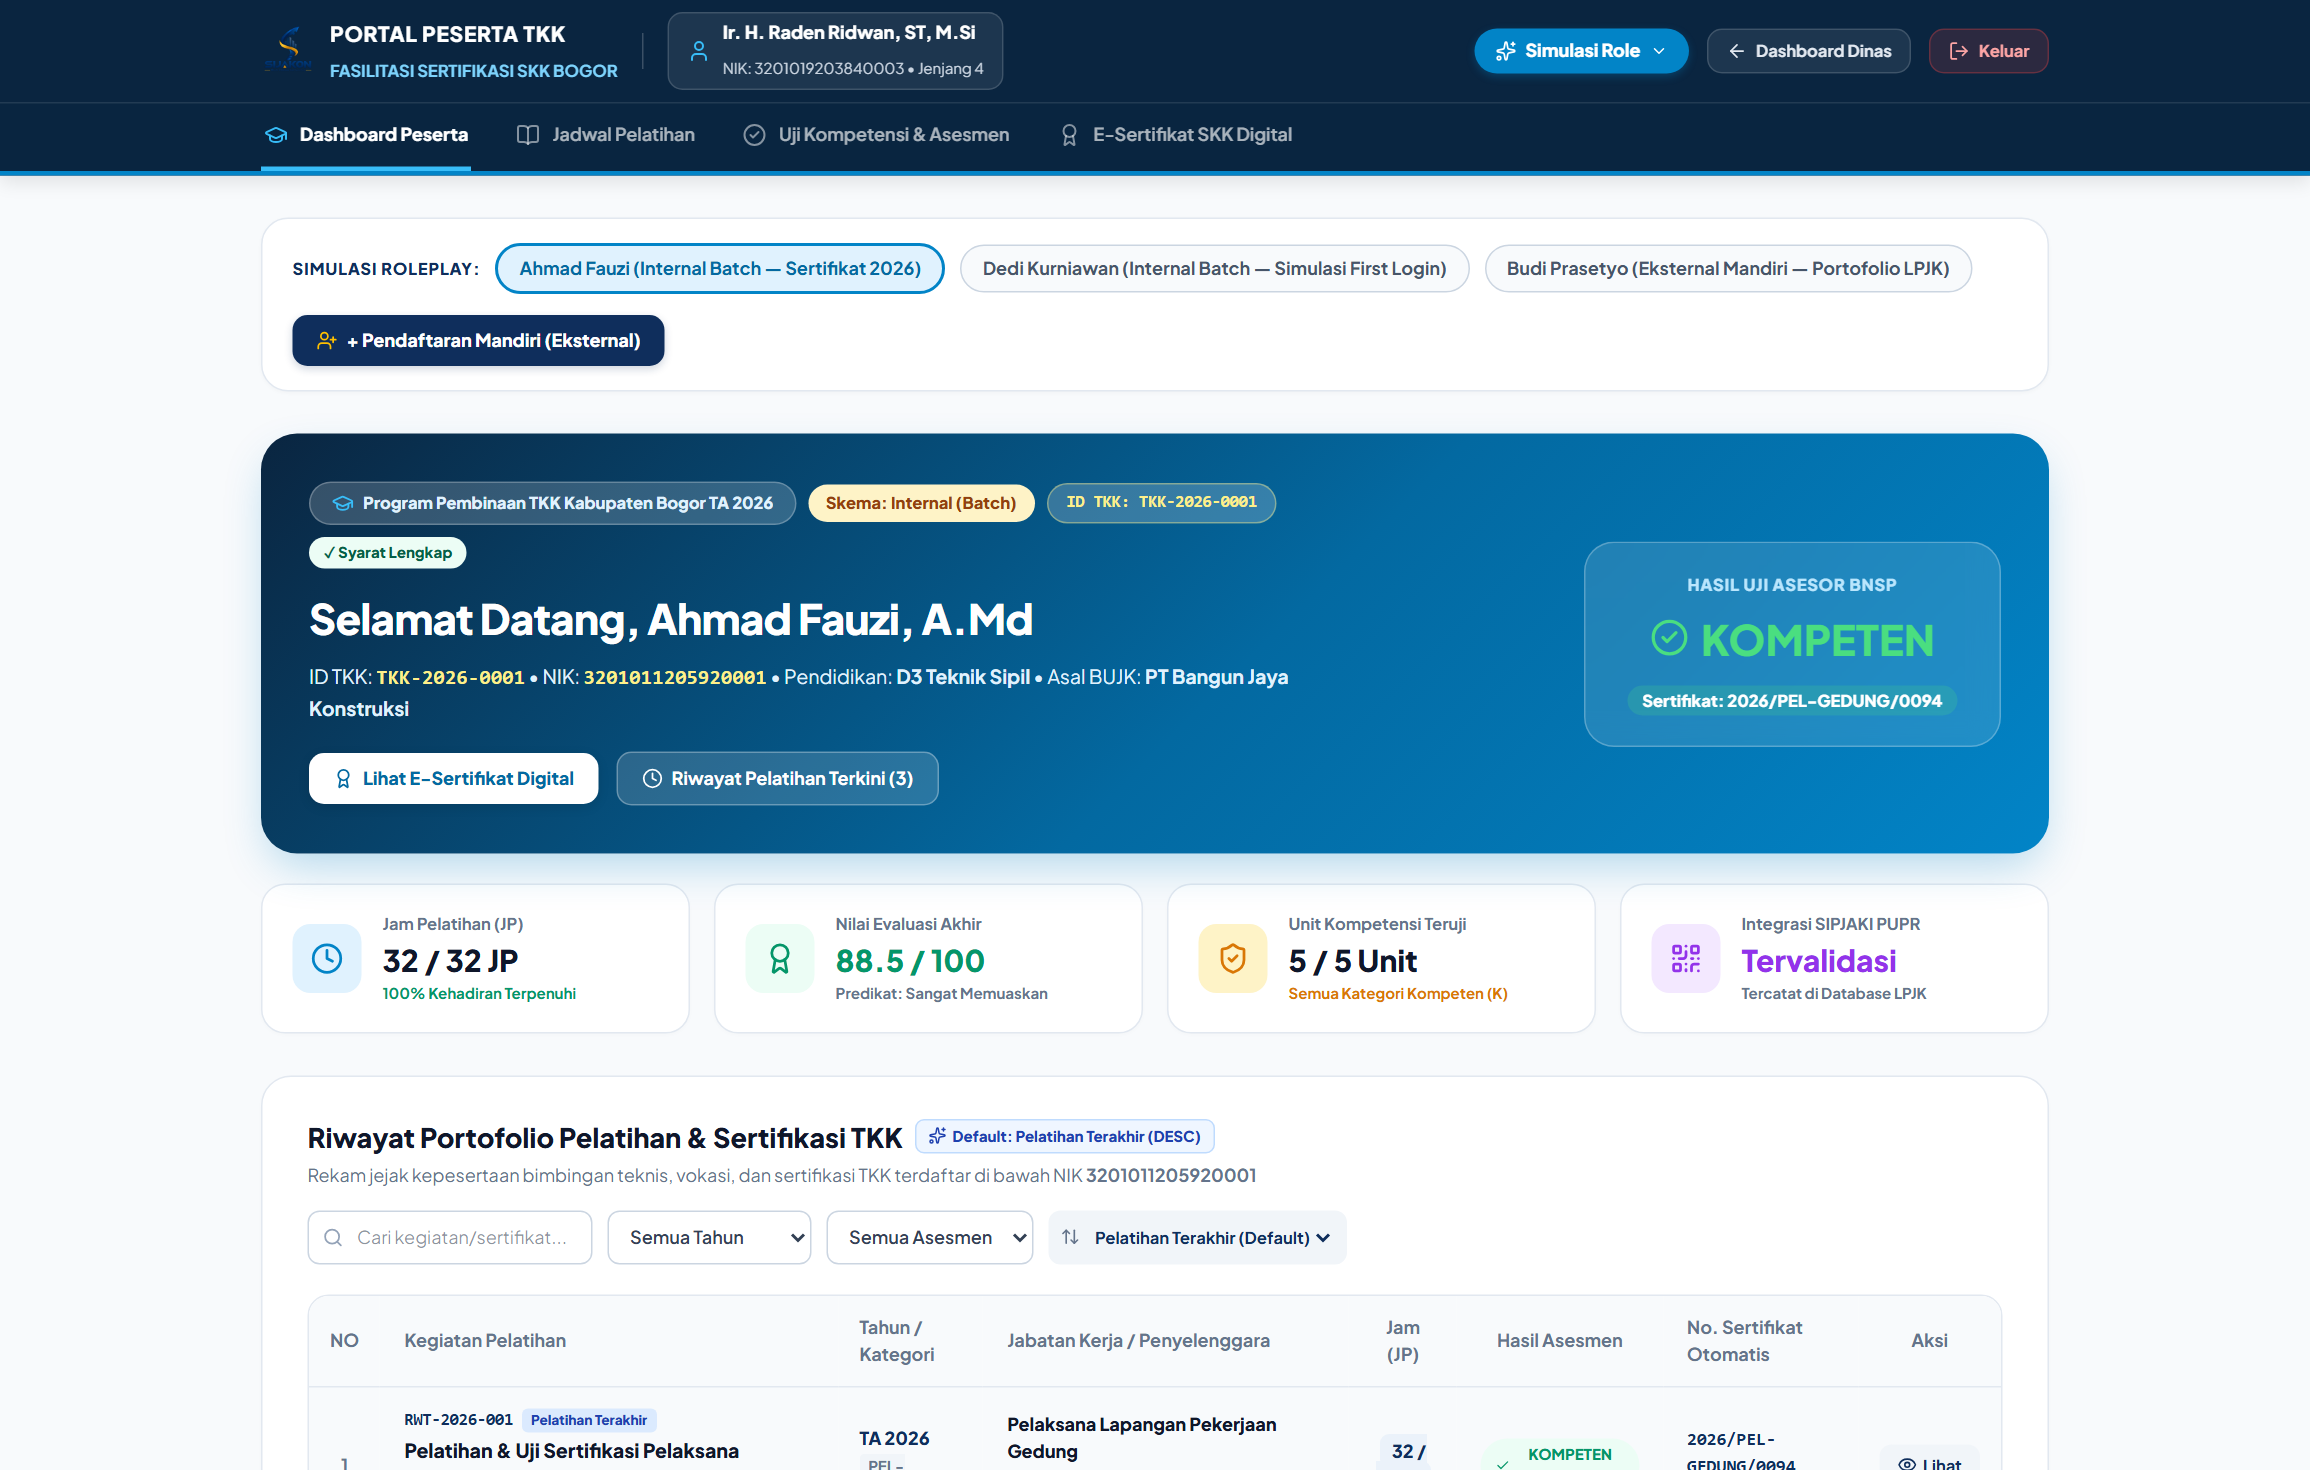 PORTAL PESERTA TKK
FASILITASI SERTIFIKASI SKK BOGOR
Ir. H. Raden Ridwan, ST, M.Si
NIK: 3201019203840003 • Jenjang 4
Simulasi Role
Dashboard Dinas
Keluar
Dashboard Peserta
Jadwal Pelatihan
Uji Kompetensi & Asesmen
E-Sertifikat SKK Digital
SIMULASI ROLEPLAY:
Ahmad Fauzi (Internal Batch — Sertifikat 2026)
Dedi Kurniawan (Internal Batch — Simulasi First Login)
Budi Prasetyo (Eksternal Mandiri — Portofolio LPJK)
+ Pendaftaran Mandiri (Eksternal)
Program Pembinaan TKK Kabupaten Bogor TA 2026
Skema: Internal (Batch)
ID TKK: TKK-2026-0001
✓ Syarat Lengkap
Selamat Datang, Ahmad Fauzi, A.Md
ID TKK: TKK-2026-0001 • NIK: 3201011205920001 • Pendidikan: D3 Teknik Sipil • Asal BUJK: PT Bangun Jaya
Konstruksi
Lihat E-Sertifikat Digital
Riwayat Pelatihan Terkini (3)
HASIL UJI ASESOR BNSP
KOMPETEN
Sertifikat: 2026/PEL-GEDUNG/0094
Jam Pelatihan (JP)
32 / 32 JP
100% Kehadiran Terpenuhi
Nilai Evaluasi Akhir
88.5 / 100
Predikat: Sangat Memuaskan
Unit Kompetensi Teruji
5 / 5 Unit
Semua Kategori Kompeten (K)
Integrasi SIPJAKI PUPR
Tervalidasi
Tercatat di Database LPJK
Riwayat Portofolio Pelatihan & Sertifikasi TKK
Default: Pelatihan Terakhir (DESC)
Rekam jejak kepesertaan bimbingan teknis, vokasi, dan sertifikasi TKK terdaftar di bawah NIK 3201011205920001
Cari kegiatan/sertifikat...
Semua Tahun
Semua Asesmen
Pelatihan Terakhir (Default)
NO
Kegiatan Pelatihan
Tahun /
Kategori
Jabatan Kerja / Penyelenggara
Jam
(JP)
Hasil Asesmen
No. Sertifikat
Otomatis
Aksi
1
RWT-2026-001
Pelatihan Terakhir
Pelatihan & Uji Sertifikasi Pelaksana
TA 2026
PEL-
Pelaksana Lapangan Pekerjaan
Gedung
32 /
KOMPETEN
2026/PEL-
GEDUNG/0094
Lihat